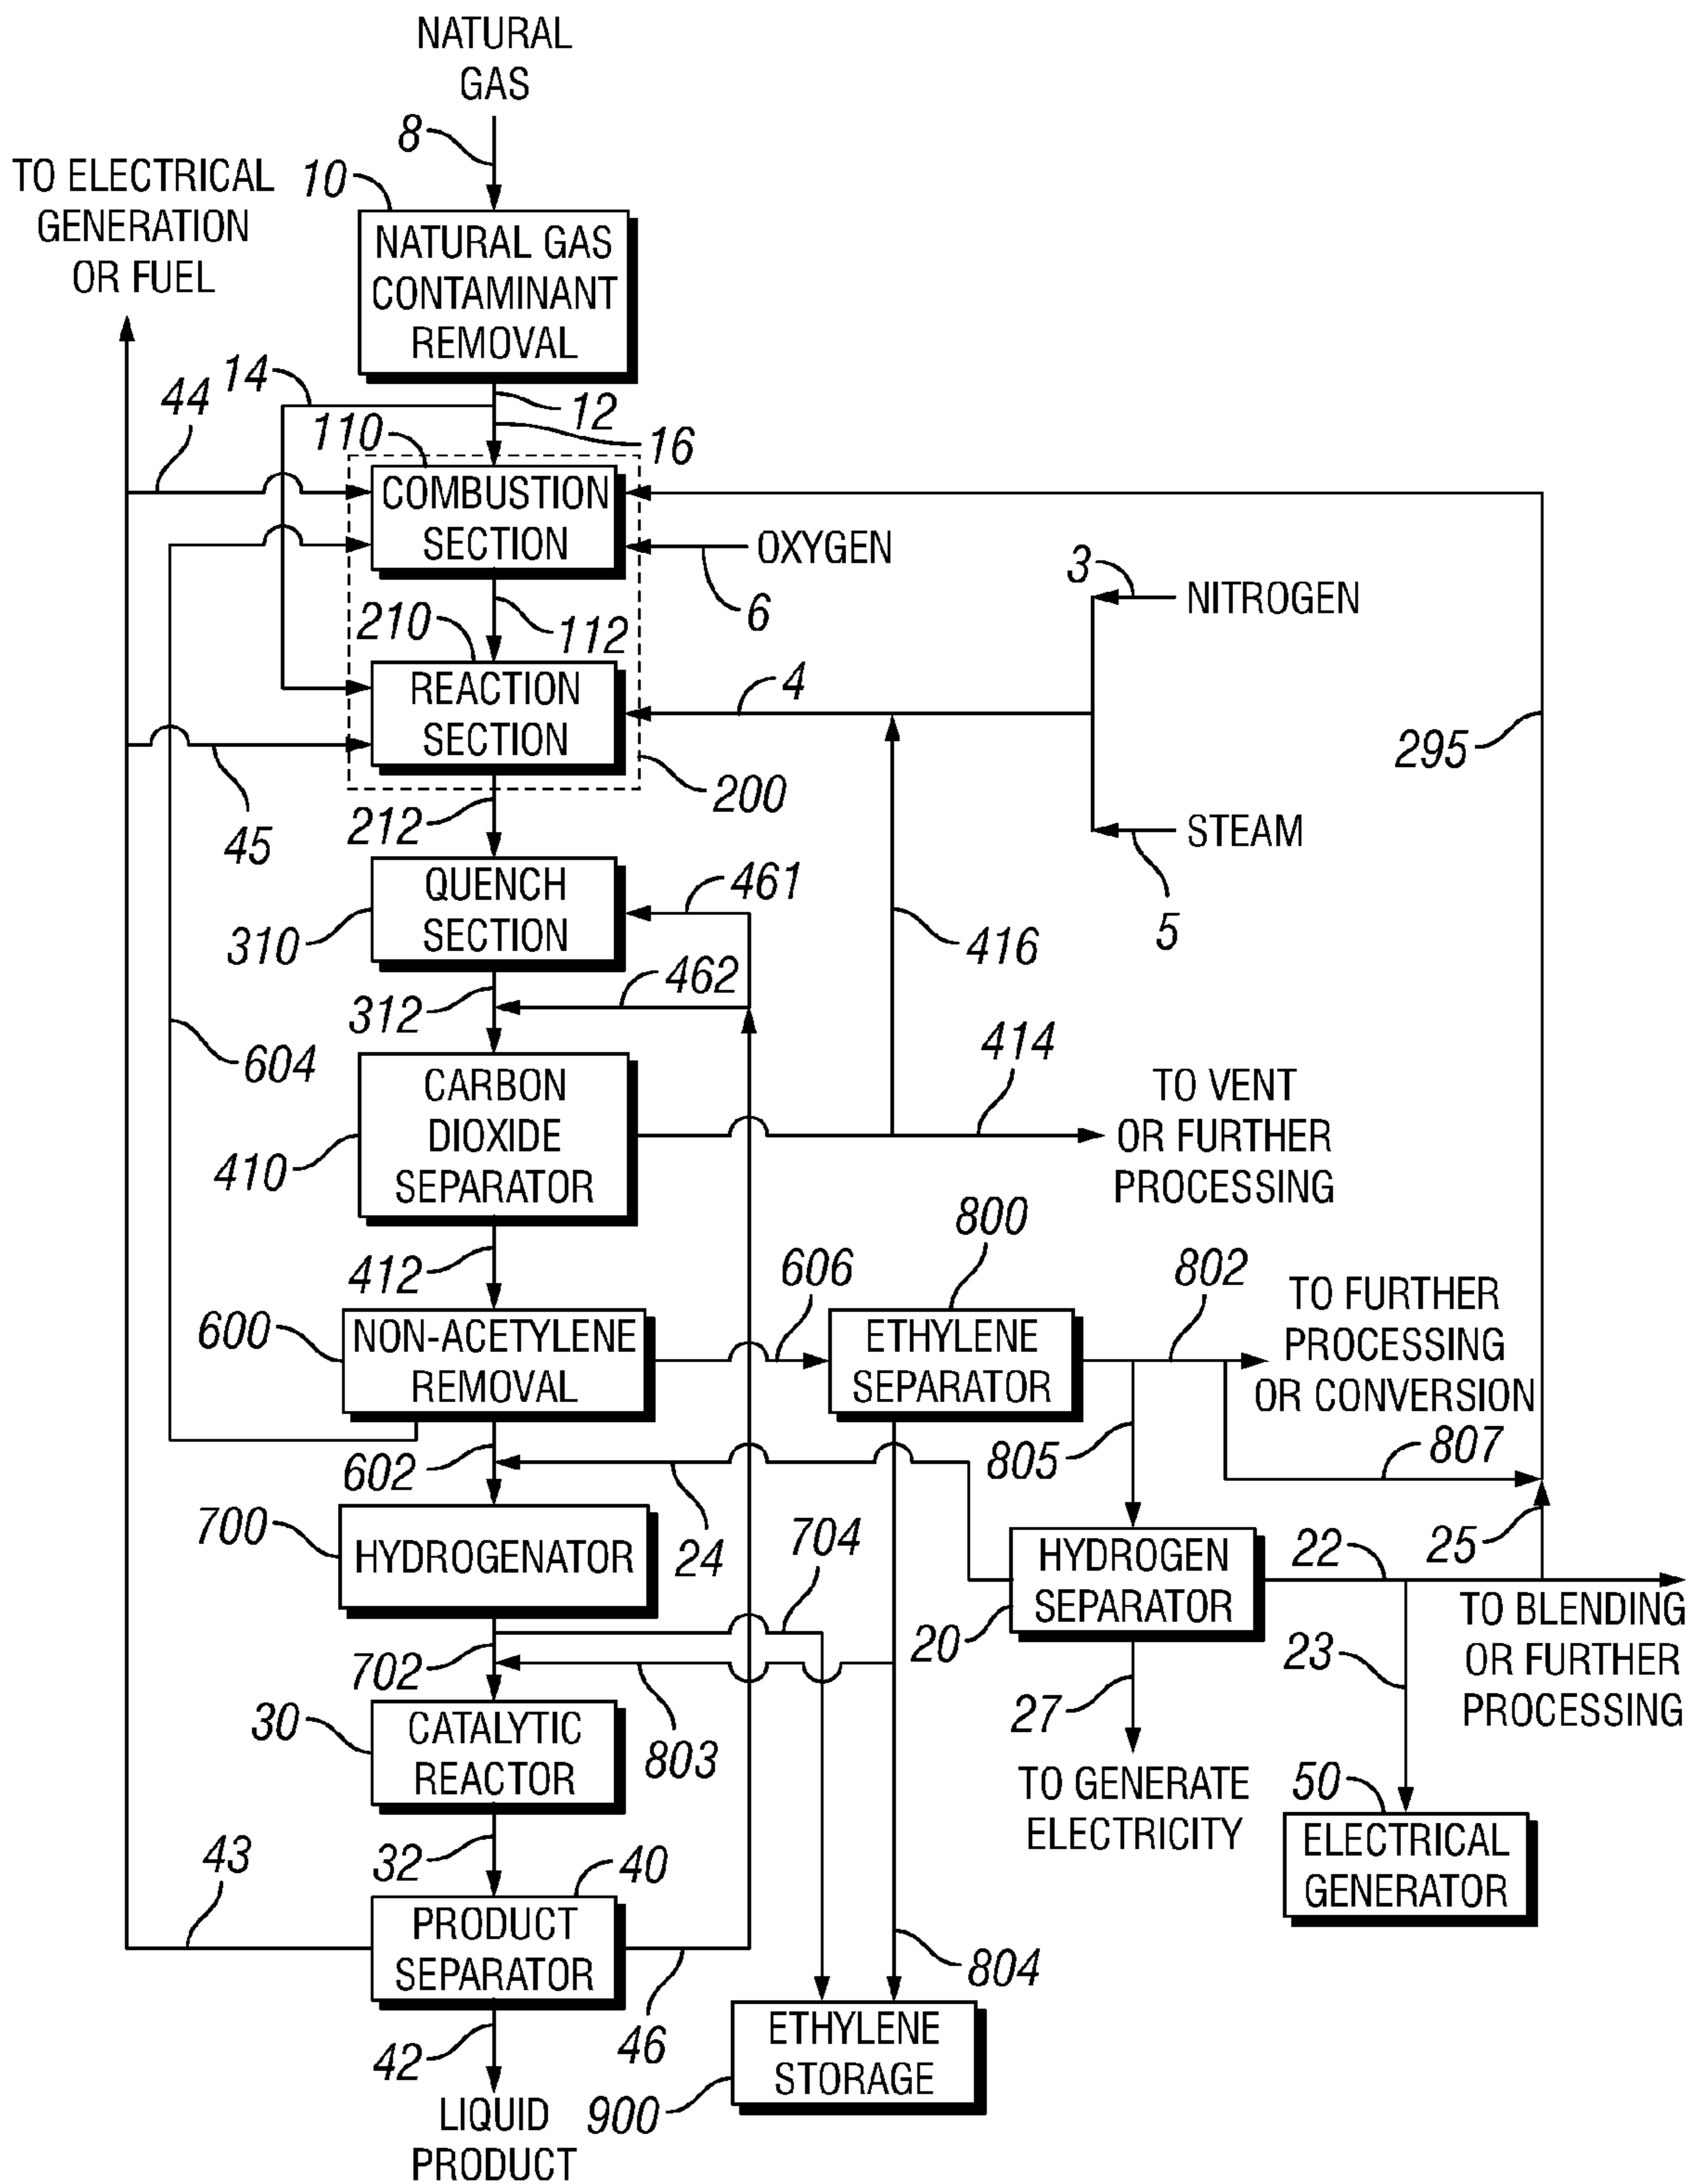 NATURAL
GAS
8
TO ELECTRICAL
GENERATION
OR FUEL
10
NATURAL GAS
CONTAMINANT
REMOVAL
14
44
12
110
16
COMBUSTION
SECTION
OXYGEN
6
3
NITROGEN
210
112
REACTION
SECTION
4
295
200
45
212
STEAM
5
QUENCH
SECTION
310
461
416
462
312
604
CARBON
DIOXIDE
SEPARATOR
410
414
TO VENT
OR FURTHER
PROCESSING
412
606
800
802
TO FURTHER
PROCESSING
OR CONVERSION
600
NON-ACETYLENE
REMOVAL
ETHYLENE
SEPARATOR
602
805
807
24
700
HYDROGENATOR
704
HYDROGEN
SEPARATOR
20
22
25
TO BLENDING
OR FURTHER
PROCESSING
23
702
803
27
30
CATALYTIC
REACTOR
TO GENERATE
ELECTRICITY
50
ELECTRICAL
GENERATOR
32
40
43
PRODUCT
SEPARATOR
46
804
42
ETHYLENE
STORAGE
900
LIQUID
PRODUCT